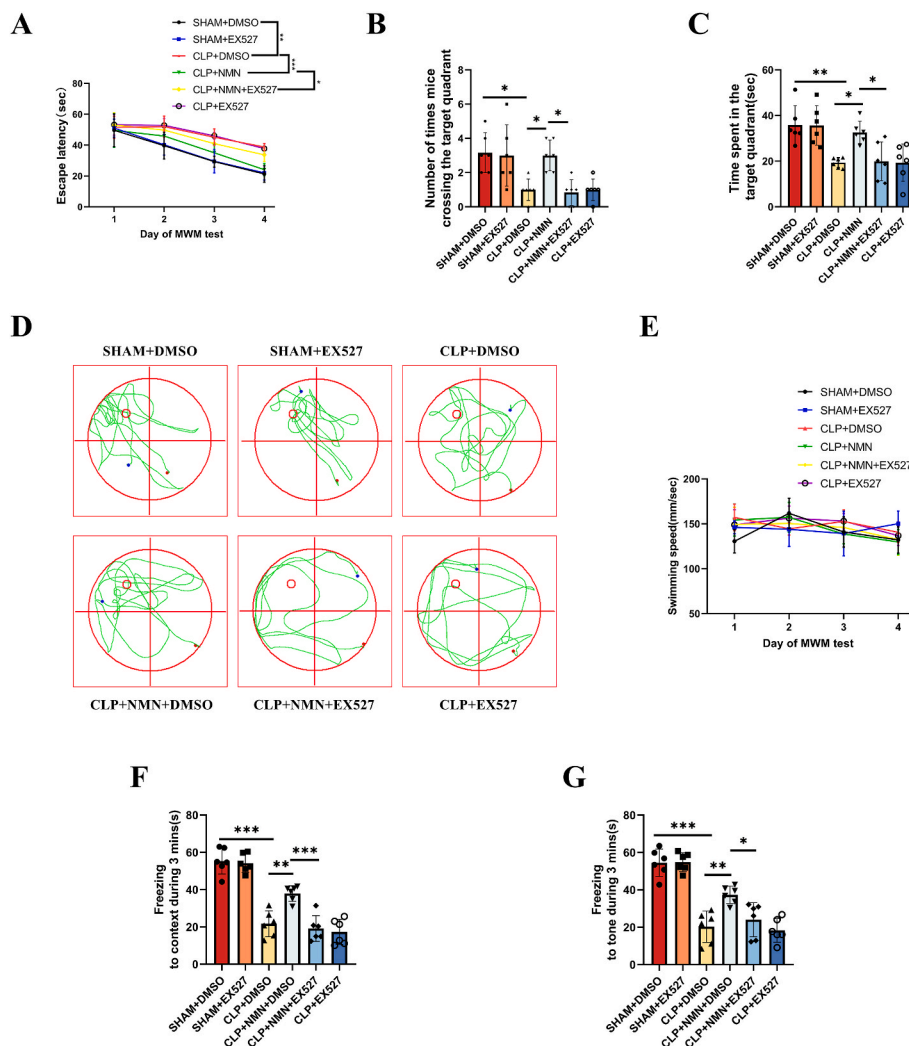 A
SHAM+DMSO
SHAM+EX527
CLP+DMSO
CLP+NMN
CLP+NMN+EX527
CLP+EX527
**
***
*
Escape latency(sec)
80
60
40
20
0
1 2 3 4
Day of MWM test
B
Number of times mice
crossing the target quadrant
8
6
4
2
0
* * *
SHAM+DMSO
SHAM+EX527
CLP+DMSO
CLP+NMN
CLP+NMN+EX527
CLP+EX527
C
Time spent in the
target quadrant(sec)
60
40
20
0
** * *
SHAM+DMSO
SHAM+EX527
CLP+DMSO
CLP+NMN
CLP+NMN+EX527
CLP+EX527
D
SHAM+DMSO SHAM+EX527 CLP+DMSO
CLP+NMN+DMSO CLP+NMN+EX527 CLP+EX527
E
SHAM+DMSO
SHAM+EX527
CLP+DMSO
CLP+NMN
CLP+NMN+EX527
CLP+EX527
Swimming speed(mm/sec)
200
150
100
50
1 2 3 4
Day of MWM test
F
Freezing
to context during 3 mins(s)
80
60
40
20
0
*** ** ***
SHAM+DMSO
SHAM+EX527
CLP+DMSO
CLP+NMN+DMSO
CLP+NMN+EX527
CLP+EX527
G
Freezing
to tone during 3 mins(s)
80
60
40
20
0
*** ** *
SHAM+DMSO
SHAM+EX527
CLP+DMSO
CLP+NMN+DMSO
CLP+NMN+EX527
CLP+EX527